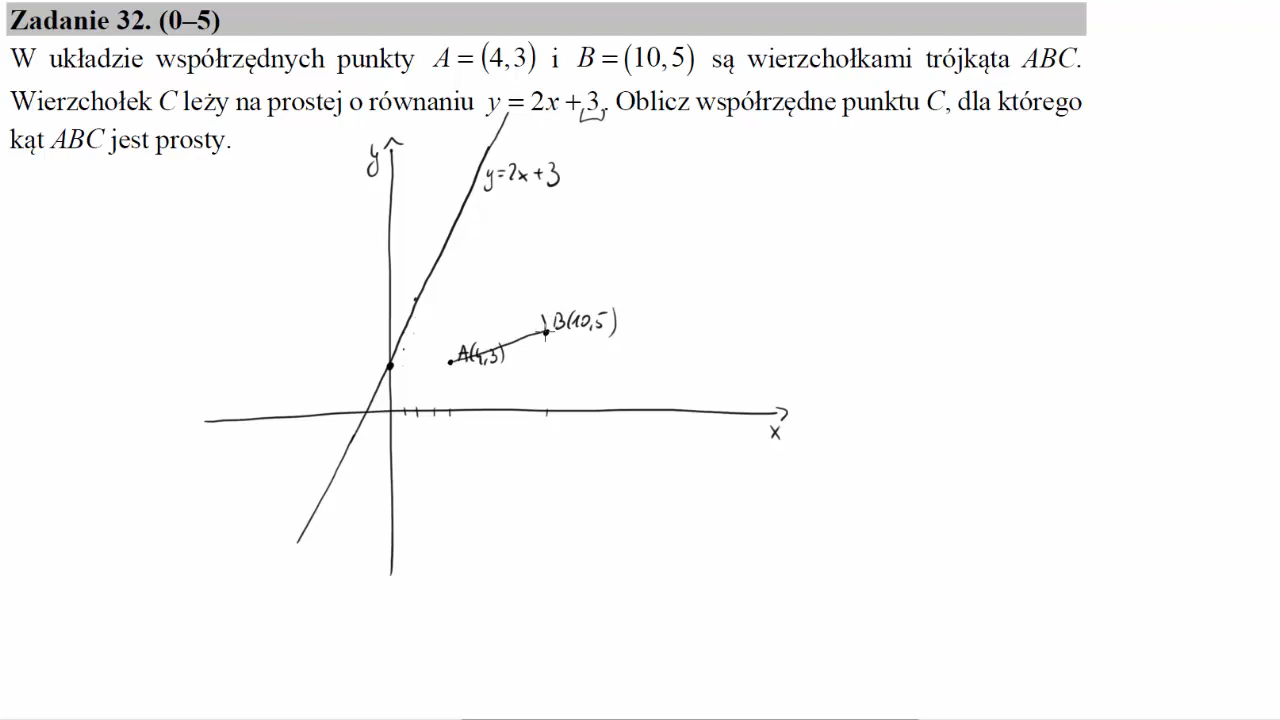 Zadanie 32. (0–5)
W układzie współrzędnych punkty A = (4, 3) i B = (10, 5) są wierzchołkami trójkąta ABC.
Wierzchołek C leży na prostej o równaniu y = 2x + 3. Oblicz współrzędne punktu C, dla którego
kąt ABC jest prosty.
y
y=2x+3
B(10,5)
A(4,3)
x